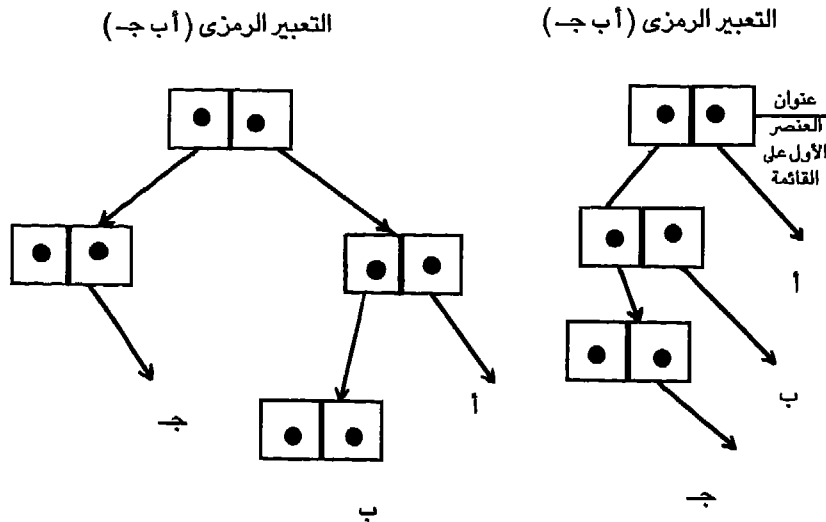 التعبير الرمزى (أ ب جـ)
عنوان
العنصر
الأول على
القائمة
أ
ب
جـ
التعبير الرمزى (أ ب جـ)
أ
جـ
ب